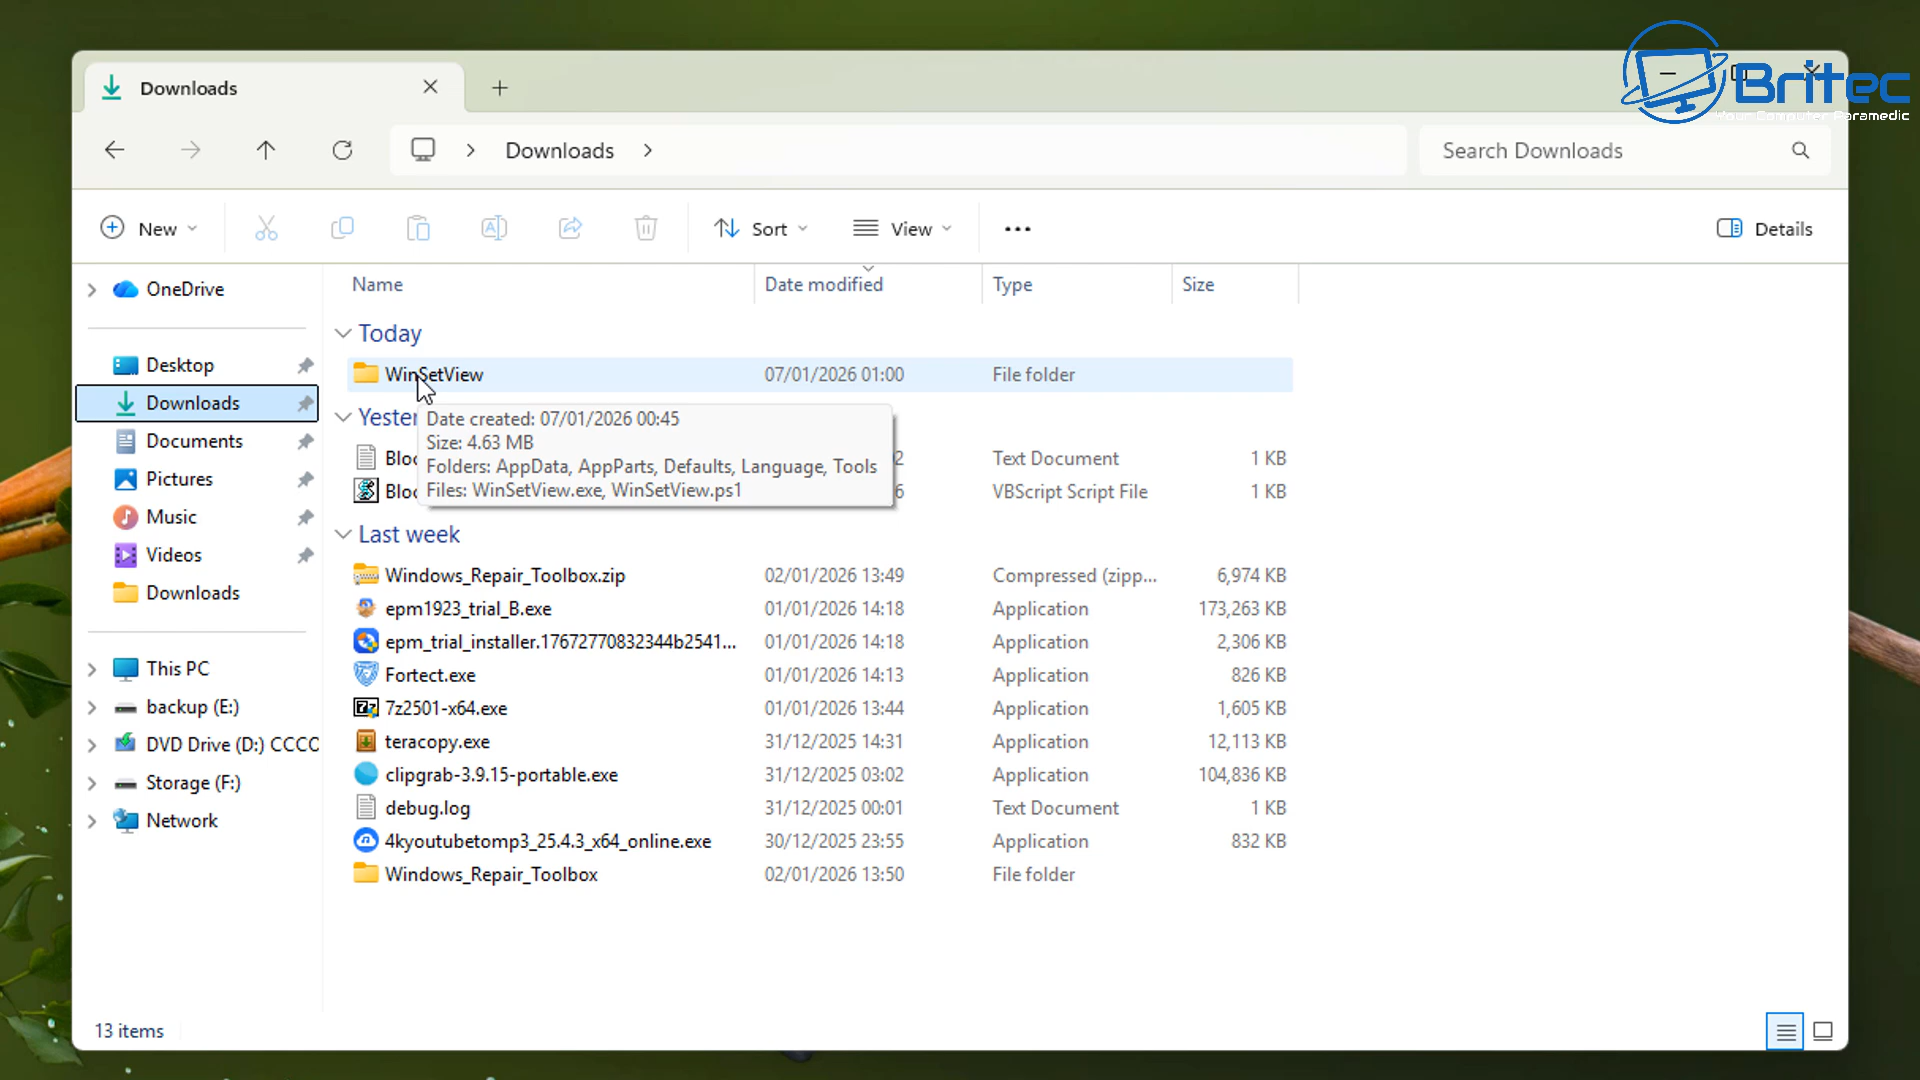 Britec
Your Computer Paramedic
Downloads
Downloads
Search Downloads
New
Sort
View
Details
Name
Date modified
Type
Size
OneDrive
Desktop
Downloads
Documents
Pictures
Music
Videos
Downloads
This PC
backup (E:)
DVD Drive (D:) CCCC
Storage (F:)
Network
Today
WinSetView 07/01/2026 01:00 File folder
Date created: 07/01/2026 00:45
Size: 4.63 MB
Folders: AppData, AppParts, Defaults, Language, Tools
Files: WinSetView.exe, WinSetView.ps1
Text Document 1 KB
VBScript Script File 1 KB
Last week
Windows_Repair_Toolbox.zip 02/01/2026 13:49 Compressed (zipp... 6,974 KB
epm1923_trial_B.exe 01/01/2026 14:18 Application 173,263 KB
epm_trial_installer.17672770832344b2541... 01/01/2026 14:18 Application 2,306 KB
Fortect.exe 01/01/2026 14:13 Application 826 KB
7z2501-x64.exe 01/01/2026 13:44 Application 1,605 KB
teracopy.exe 31/12/2025 14:31 Application 12,113 KB
clipgrab-3.9.15-portable.exe 31/12/2025 03:02 Application 104,836 KB
debug.log 31/12/2025 00:01 Text Document 1 KB
4kyoutubetomp3_25.4.3_x64_online.exe 30/12/2025 23:55 Application 832 KB
Windows_Repair_Toolbox 02/01/2026 13:50 File folder
13 items